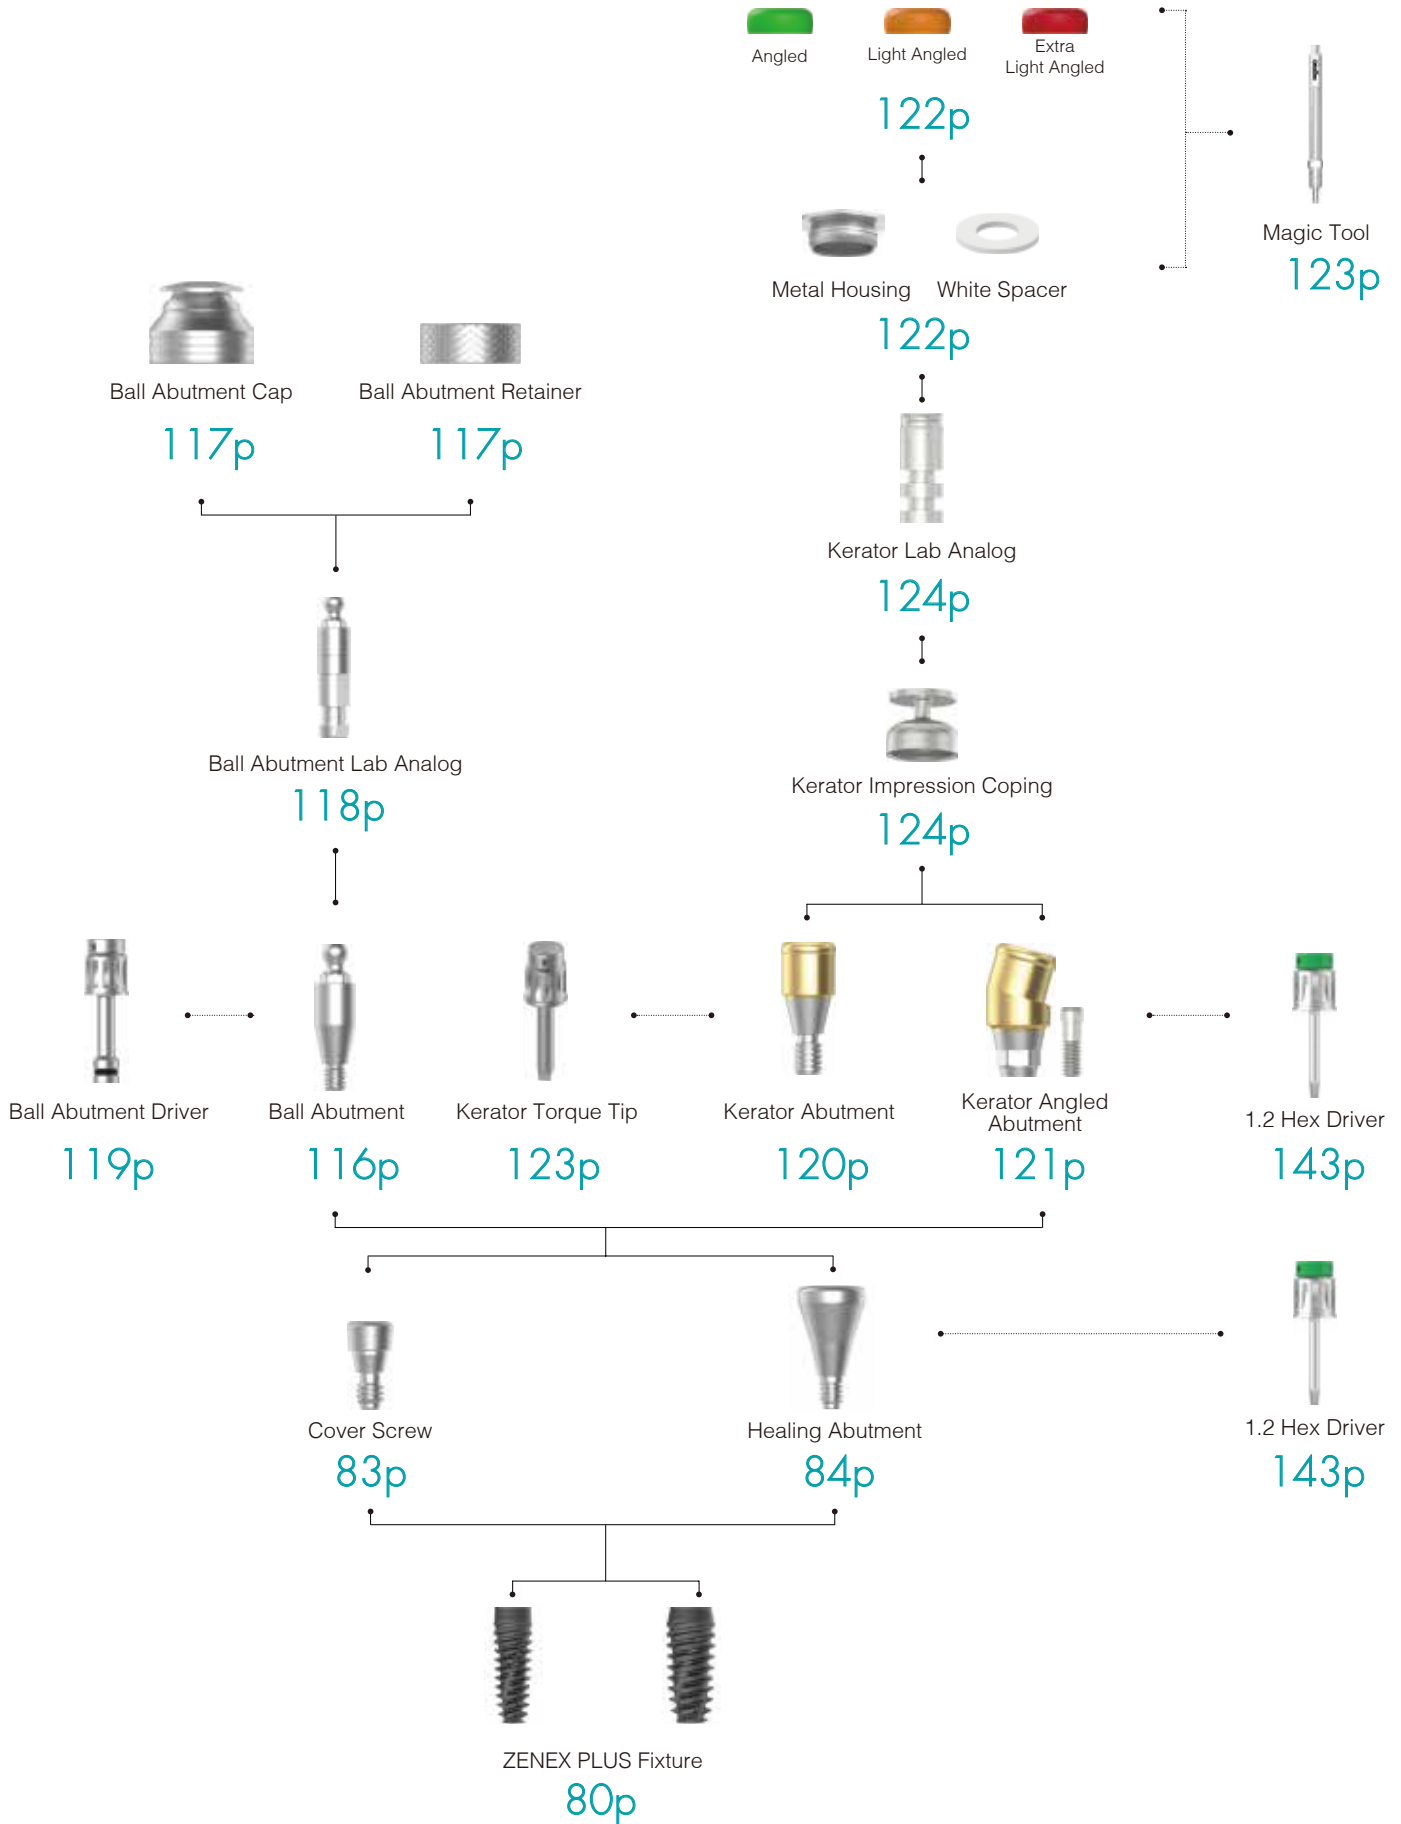 Angled
Light Angled
Extra
Light Angled
122p
Magic Tool
123p
Metal Housing
White Spacer
122p
Ball Abutment Cap
117p
Ball Abutment Retainer
117p
Kerator Lab Analog
124p
Ball Abutment Lab Analog
118p
Kerator Impression Coping
124p
Ball Abutment Driver
119p
Ball Abutment
116p
Kerator Torque Tip
123p
Kerator Abutment
120p
Kerator Angled
Abutment
121p
1.2 Hex Driver
143p
Cover Screw
83p
Healing Abutment
84p
1.2 Hex Driver
143p
ZENEX PLUS Fixture
80p